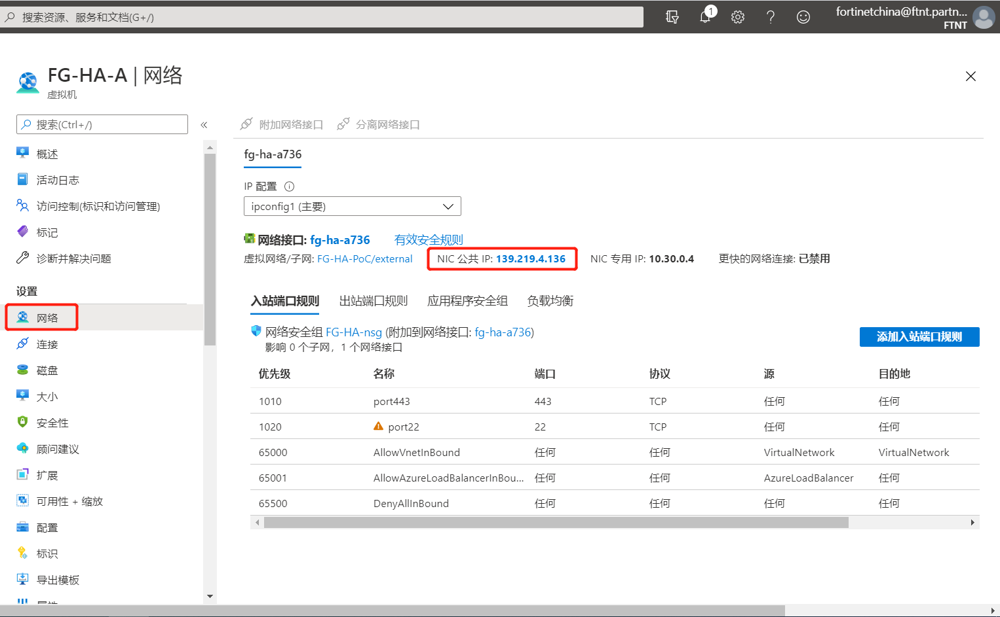 搜索资源、服务和文档(G+/)
1
fortinetchina@ftnt.partn...
FTNT
FG-HA-A | 网络
虚拟机
搜索(Ctrl+/)
«
概述
活动日志
访问控制(标识和访问管理)
标记
诊断并解决问题
设置
网络
连接
磁盘
大小
安全性
顾问建议
扩展
可用性 + 缩放
配置
标识
导出模板
属性
附加网络接口
分离网络接口
fg-ha-a736
IP 配置
ipconfig1 (主要)
网络接口: fg-ha-a736 有效安全规则
虚拟网络/子网: FG-HA-PoC/external NIC 公共 IP: 139.219.4.136 NIC 专用 IP: 10.30.0.4 更快的网络连接: 已禁用
入站端口规则 出站端口规则 应用程序安全组 负载均衡
网络安全组 FG-HA-nsg (附加到网络接口: fg-ha-a736)
影响 0 个子网，1 个网络接口
添加入站端口规则
优先级 名称 端口 协议 源 目的地
1010 port443 443 TCP 任何 任何
1020 port22 22 TCP 任何 任何
65000 AllowVnetInBound 任何 任何 VirtualNetwork VirtualNetwork
65001 AllowAzureLoadBalancerInBou... 任何 任何 AzureLoadBalancer 任何
65500 DenyAllInBound 任何 任何 任何 任何